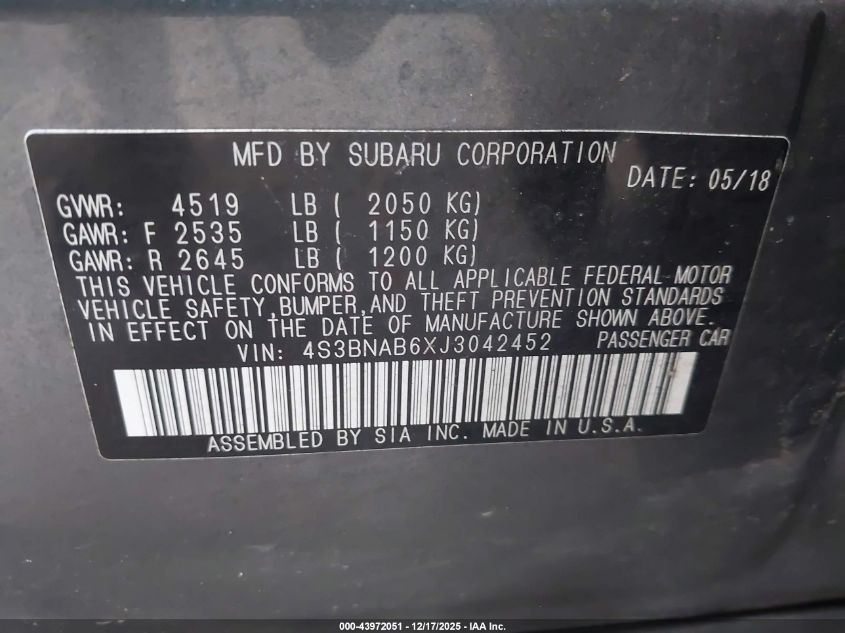 MFD BY SUBARU CORPORATION
DATE: 05/18
GVWR: 4519 LB ( 2050 KG)
GAWR: F 2535 LB ( 1150 KG)
GAWR: R 2645 LB ( 1200 KG)
THIS VEHICLE CONFORMS TO ALL APPLICABLE FEDERAL MOTOR
VEHICLE SAFETY,BUMPER,AND THEFT PREVENTION STANDARDS
IN EFFECT ON THE DATE OF MANUFACTURE SHOWN ABOVE.
VIN: 4S3BNAB6XJ3042452 PASSENGER CAR
ASSEMBLED BY SIA INC. MADE IN U.S.A.
000-43972051 - 12/17/2025 - IAA Inc.